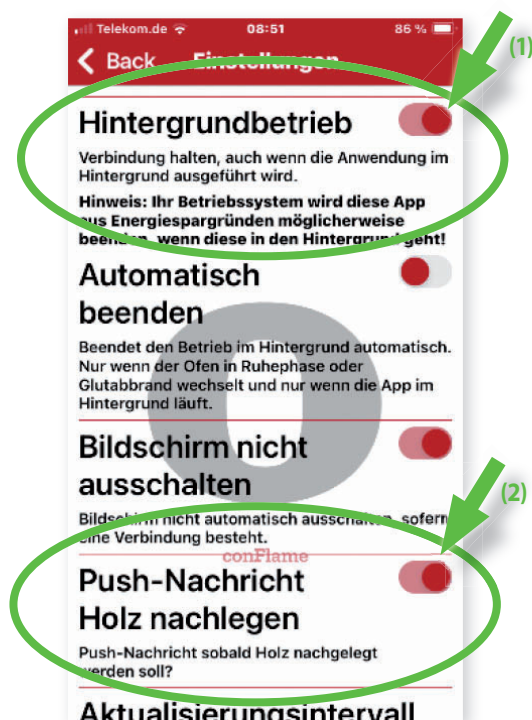 Telekom.de 08:51 86 %
(1)
Back Einstellungen
Hintergrundbetrieb
Verbindung halten, auch wenn die Anwendung im
Hintergrund ausgeführt wird.
Hinweis: Ihr Betriebssystem wird diese App
aus Energiespargründen möglicherweise
beenden, wenn diese in den Hintergrund geht!
Automatisch
beenden
Beendet den Betrieb im Hintergrund automatisch.
Nur wenn der Ofen in Ruhephase oder
Glutabbrand wechselt und nur wenn die App im
Hintergrund läuft.
Bildschirm nicht
ausschalten
(2)
Bildschirm nicht automatisch ausschalten, sofern
eine Verbindung besteht.
conFlame
Push-Nachricht
Holz nachlegen
Push-Nachricht sobald Holz nachgelegt
werden soll?
Aktualisierungsintervall